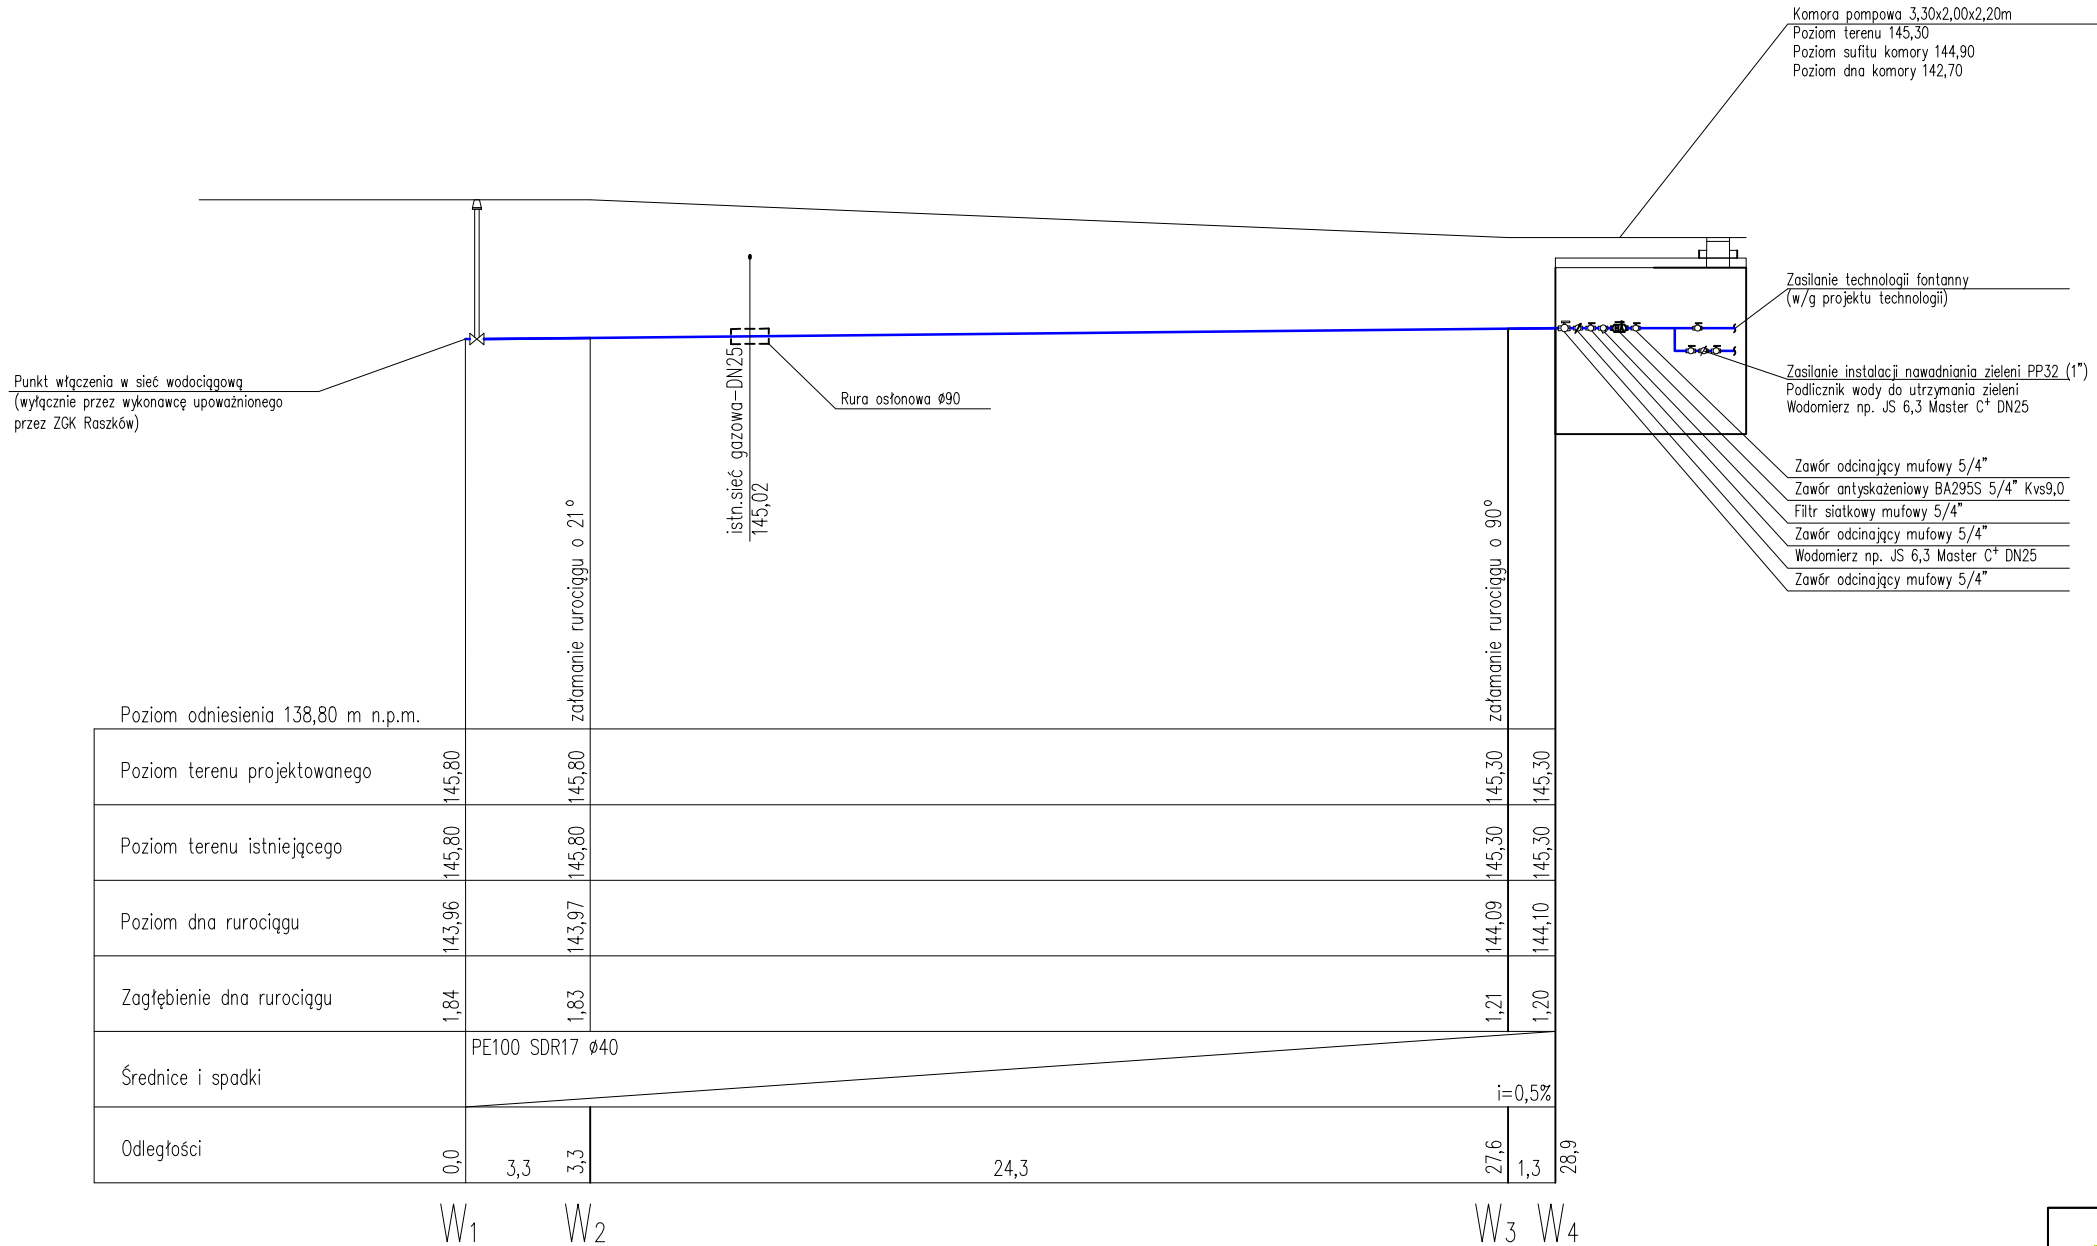 Komora pompowa 3,30x2,00x2,20m
Poziom terenu 145,30
Poziom sufitu komory 144,90
Poziom dna komory 142,70
Zasilanie technologii fontanny
(w/g projektu technologii)
Zasilanie instalacji nawadniania zieleni PP32 (1")
Podlicznik wody do utrzymania zieleni
Wodomierz np. JS 6,3 Master C⁺ DN25
Punkt włączenia w sieć wodociągową
(wyłącznie przez wykonawcę upoważnionego
przez ZGK Raszków)
Rura osłonowa ø90
istn.sieć gazowa-DN25
145,02
Zawór odcinający mufowy 5/4"
Zawór antyskażeniowy BA295S 5/4" Kvs9,0
Filtr siatkowy mufowy 5/4"
Zawór odcinający mufowy 5/4"
Wodomierz np. JS 6,3 Master C⁺ DN25
Zawór odcinający mufowy 5/4"
załamanie rurociągu o 21°
załamanie rurociągu o 90°
Poziom odniesienia 138,80 m n.p.m.
Poziom terenu projektowanego 145,80 145,80 145,30 145,30
Poziom terenu istniejącego 145,80 145,80 145,30 145,30
Poziom dna rurociągu 143,96 143,97 144,09 144,10
Zagłębienie dna rurociągu 1,84 1,83 1,21 1,20
PE100 SDR17 ø40
Średnice i spadki
i=0,5%
Odległości 0,0 3,3 3,3 24,3 27,6 1,3 28,9
W1 W2 W3 W4